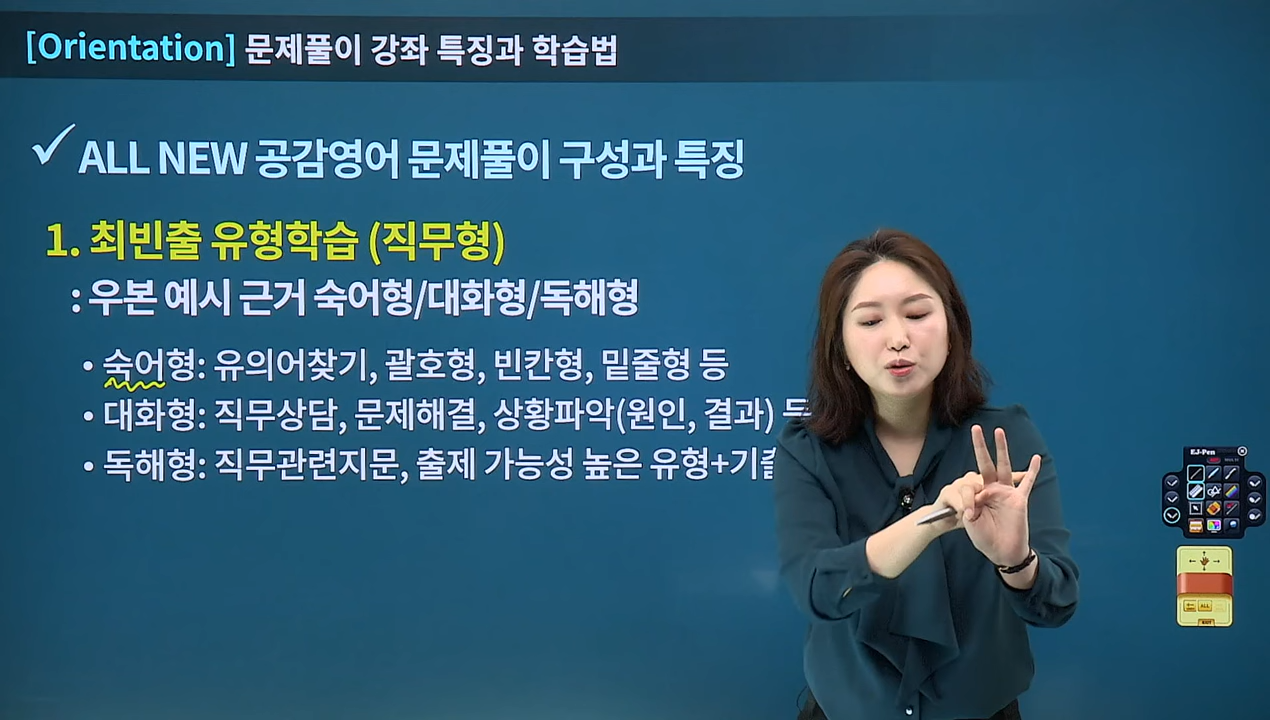 [Orientation] 문제풀이 강좌 특징과 학습법
ALL NEW 공감영어 문제풀이 구성과 특징
1. 최빈출 유형학습 (직무형)
: 우본 예시 근거 숙어형/대화형/독해형
• 숙어형: 유의어찾기, 괄호형, 빈칸형, 밑줄형 등
• 대화형: 직무상담, 문제해결, 상황파악(원인, 결과)
• 독해형: 직무관련지문, 출제 가능성 높은 유형+기출
EJ-Pen
ALL
EXIT